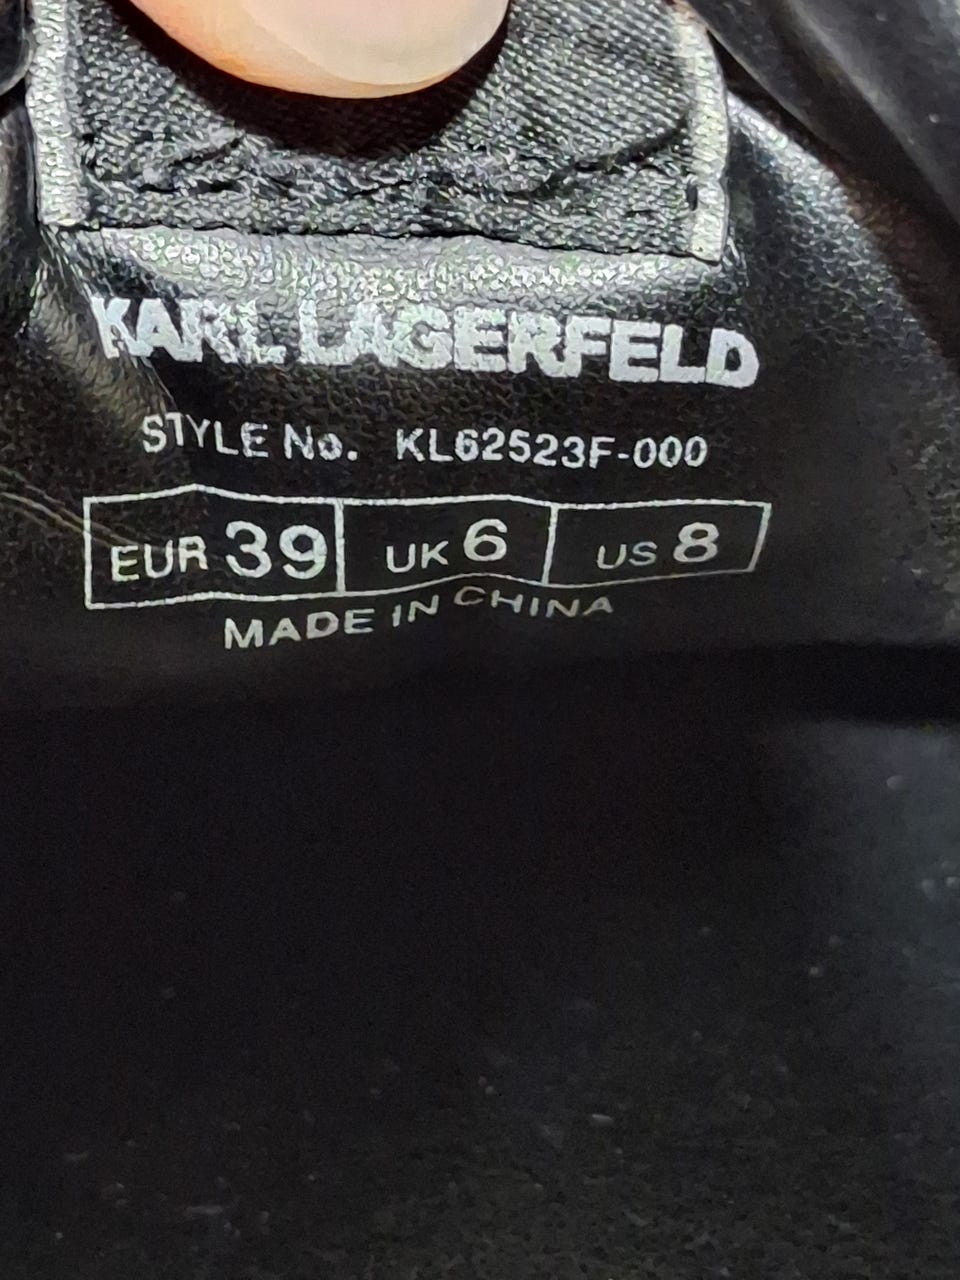 KARL LAGERFELD
STYLE No. KL62523F-000
EUR 39 UK 6 US 8
MADE IN CHINA